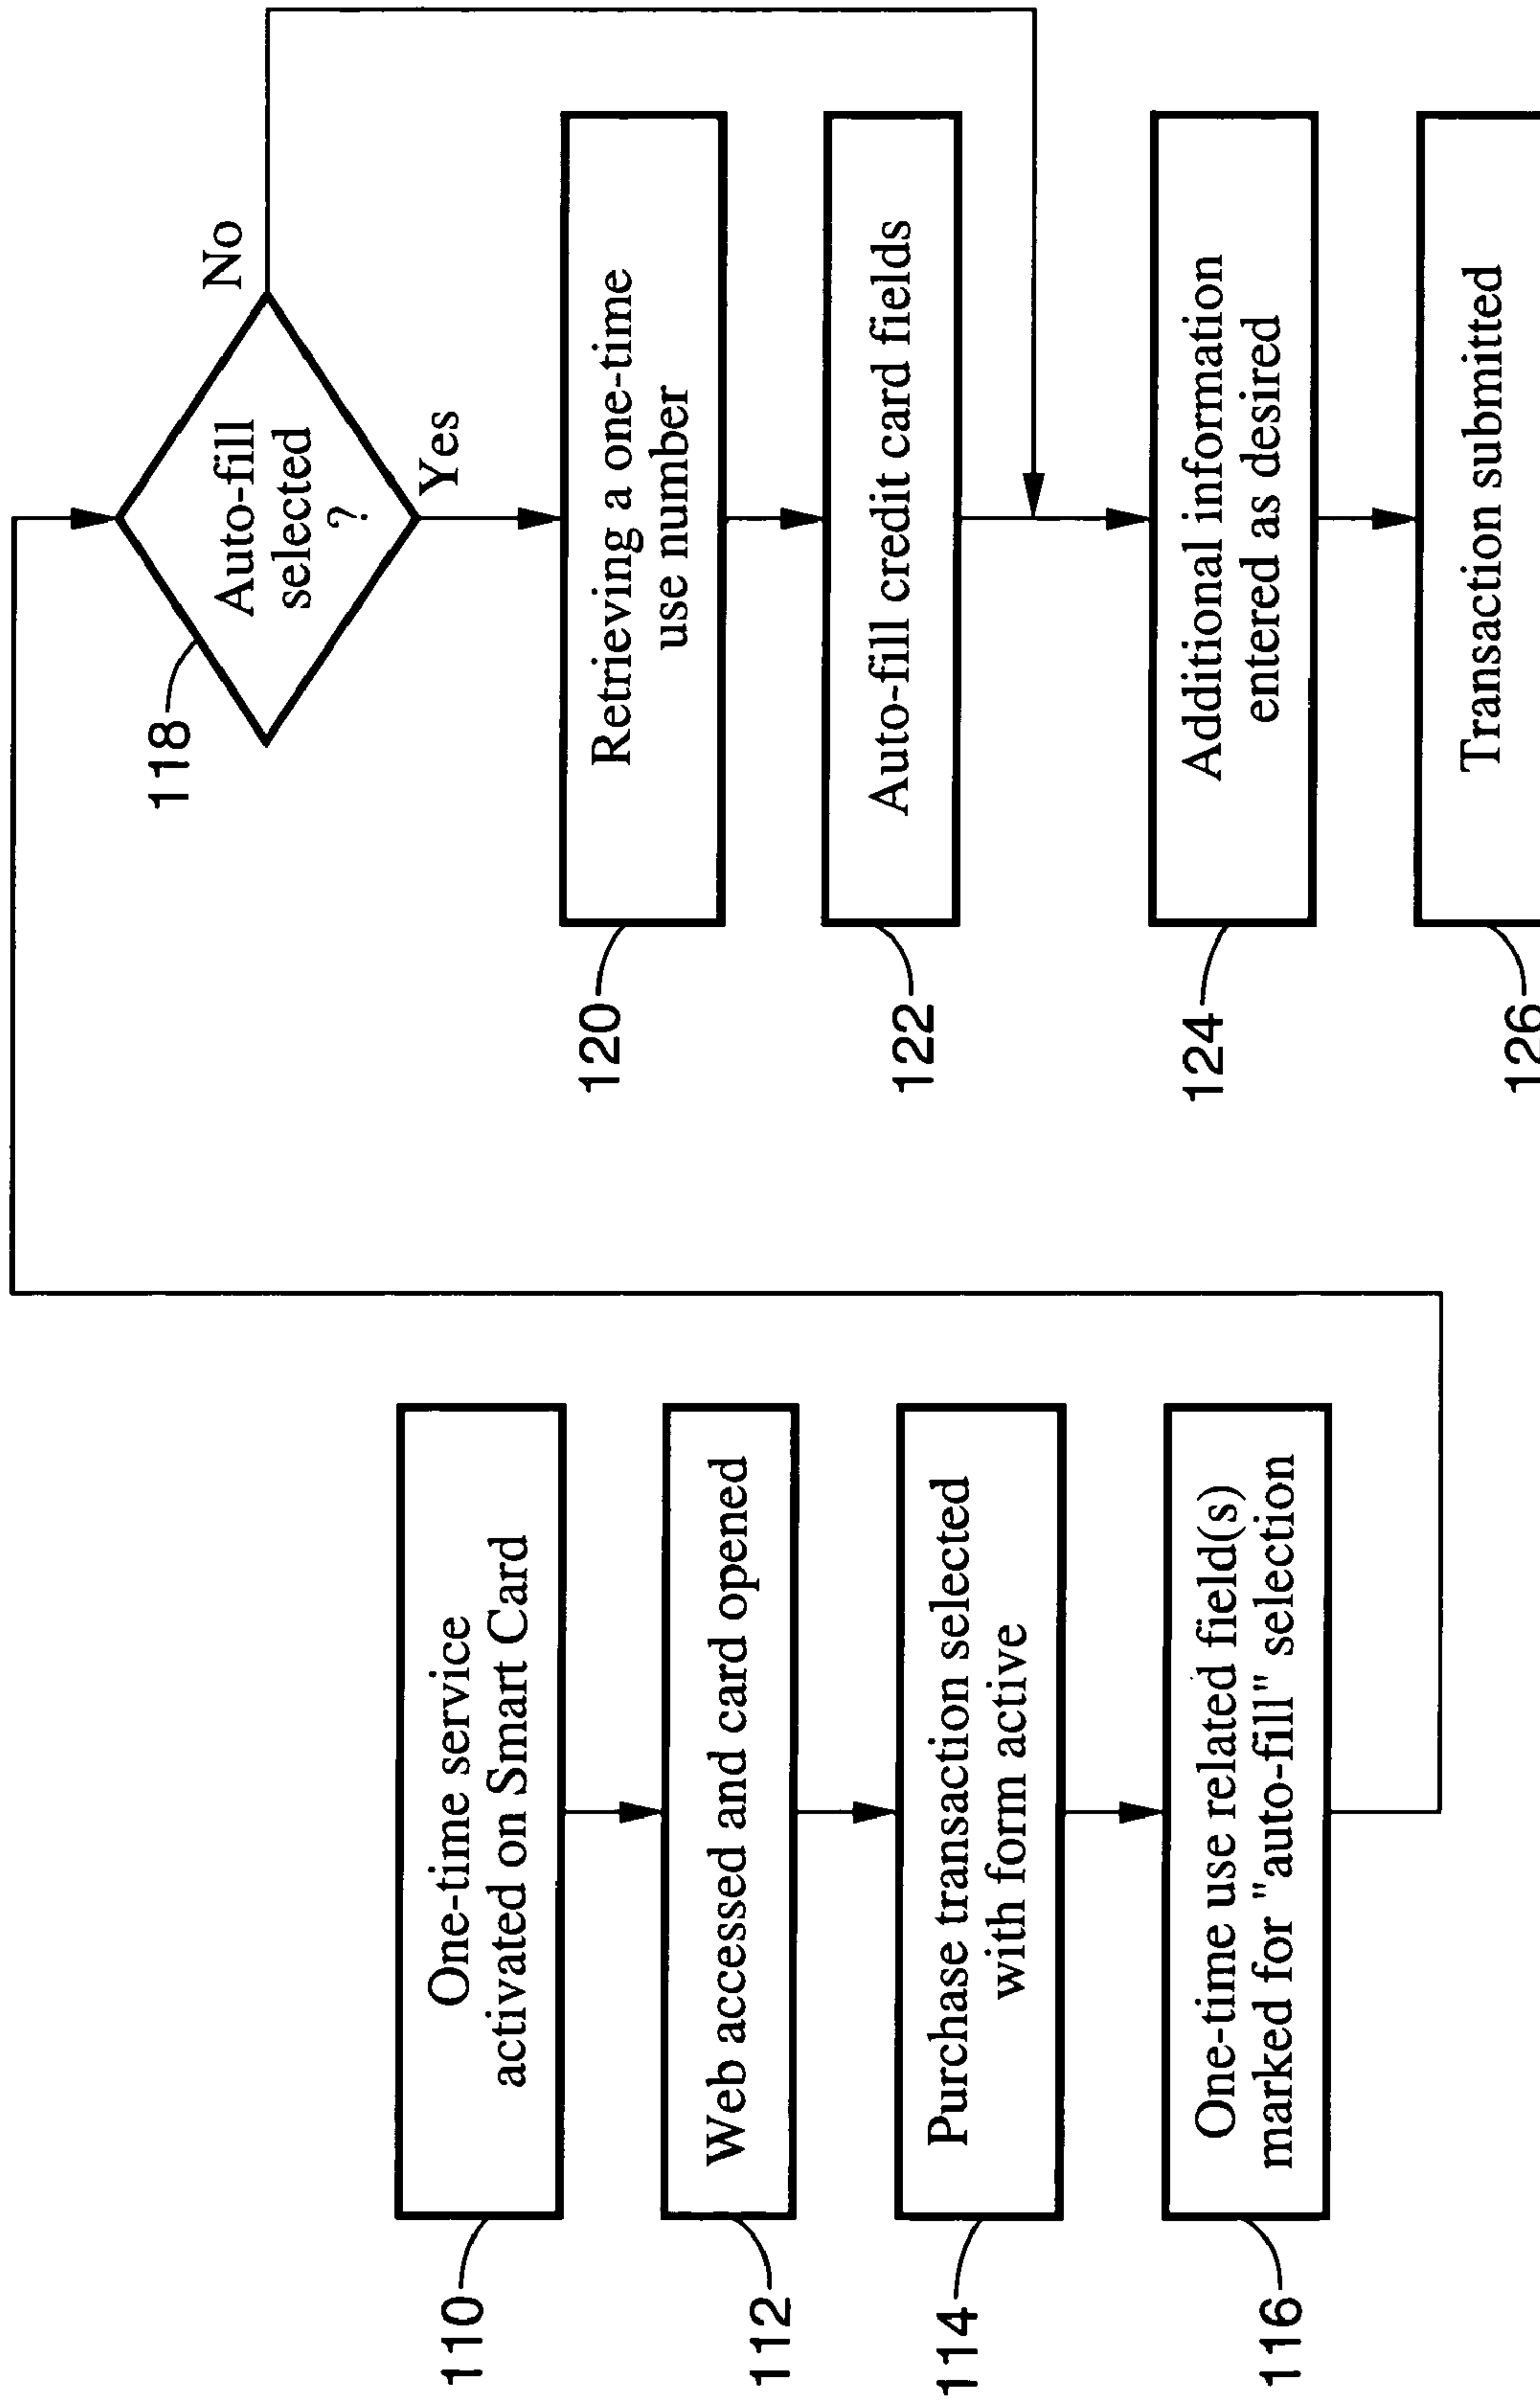 110
One-time service
activated on Smart Card
112
Web accessed and card opened
114
Purchase transaction selected
with form active
116
One-time use related field(s)
marked for "auto-fill" selection
118
Auto-fill
selected
?
No
Yes
120
Retrieving a one-time
use number
122
Auto-fill credit card fields
124
Additional information
entered as desired
126
Transaction submitted